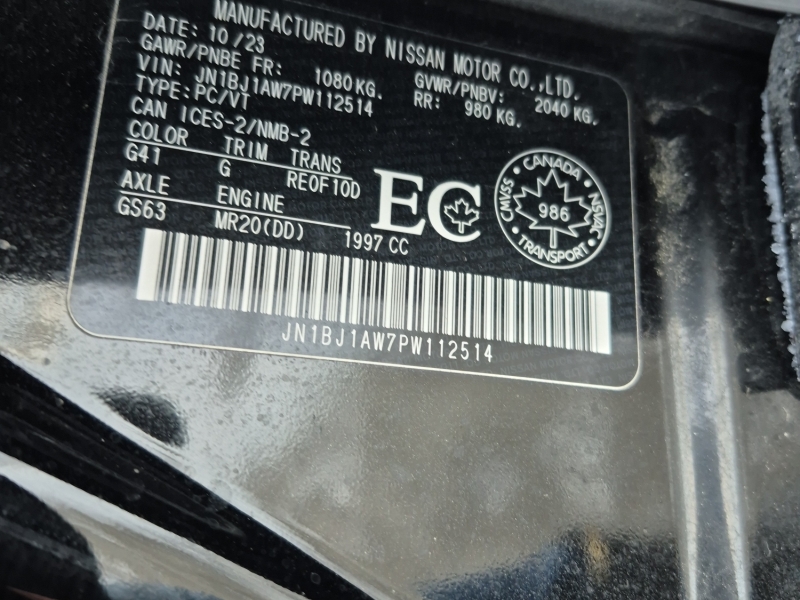 MANUFACTURED BY NISSAN MOTOR CO.,LTD.
DATE: 10/23 GVWR/PNBV: 2040 KG.
GAWR/PNBE FR: 1080 KG. RR: 980 KG.
VIN: JN1BJ1AW7PW112514
TYPE: PC/VT
CAN ICES-2/NMB-2
COLOR TRIM TRANS
G41 G RE0F10D
AXLE ENGINE
GS63 MR20(DD) 1997 CC
EC
CANADA
CMVSS 986 NSVAC
TRANSPORT
JN1BJ1AW7PW112514